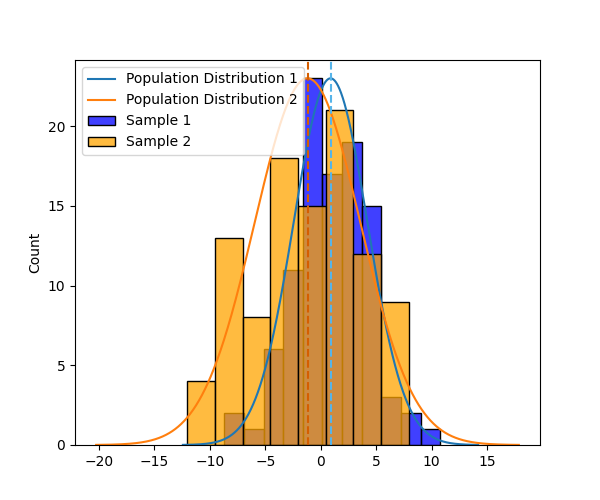 Population Distribution 1
Population Distribution 2
Sample 1
Sample 2
Count
20
15
10
5
0
−20 −15 −10 −5 0 5 10 15